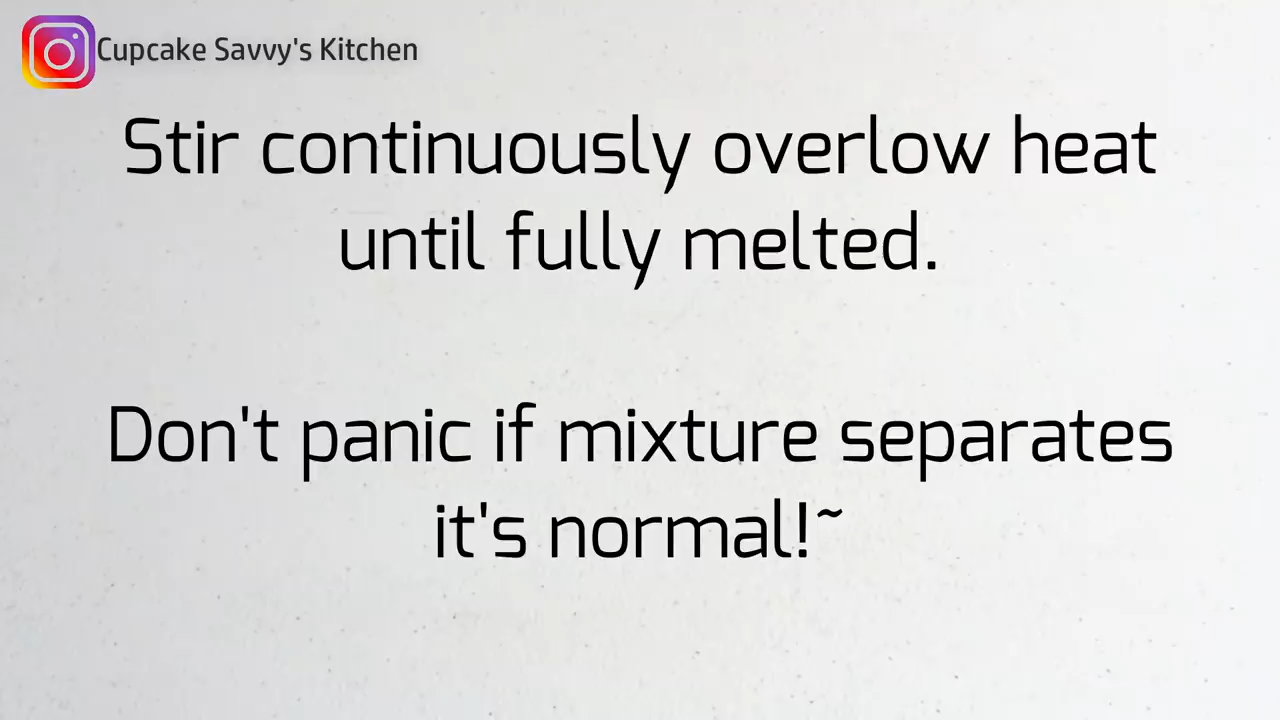 Cupcake Savvy's Kitchen
Stir continuously overlow heat
until fully melted.
Don't panic if mixture separates
it's normal!~